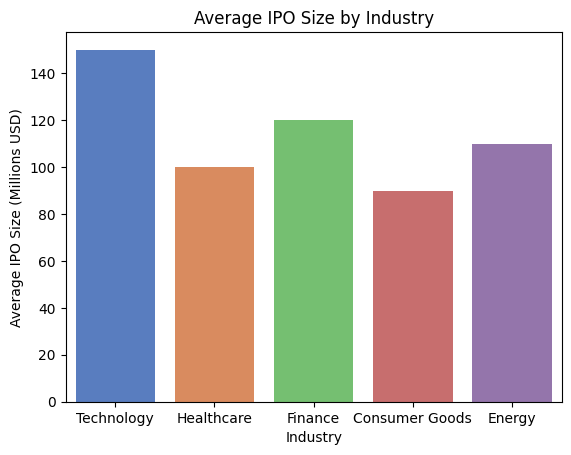 Average IPO Size by Industry
Average IPO Size (Millions USD)
140
120
100
80
60
40
20
0
Technology Healthcare Finance Consumer Goods Energy
Industry